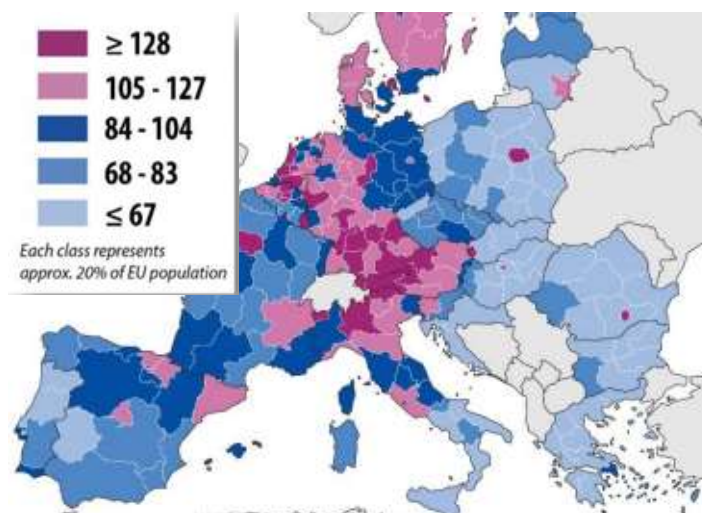 ≥ 128
105 - 127
84 - 104
68 - 83
≤ 67
Each class represents
approx. 20% of EU population